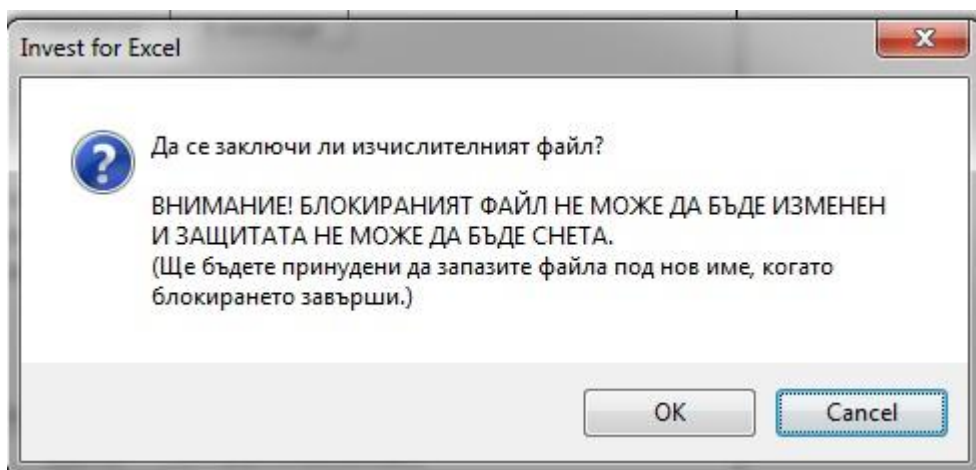 Invest for Excel
Да се заключи ли изчислителният файл?
ВНИМАНИЕ! БЛОКИРАНИЯТ ФАЙЛ НЕ МОЖЕ ДА БЪДЕ ИЗМЕНЕН
И ЗАЩИТАТА НЕ МОЖЕ ДА БЪДЕ СНЕТА.
(Ще бъдете принудени да запазите файла под нов име, когато
блокирането завърши.)
OK
Cancel